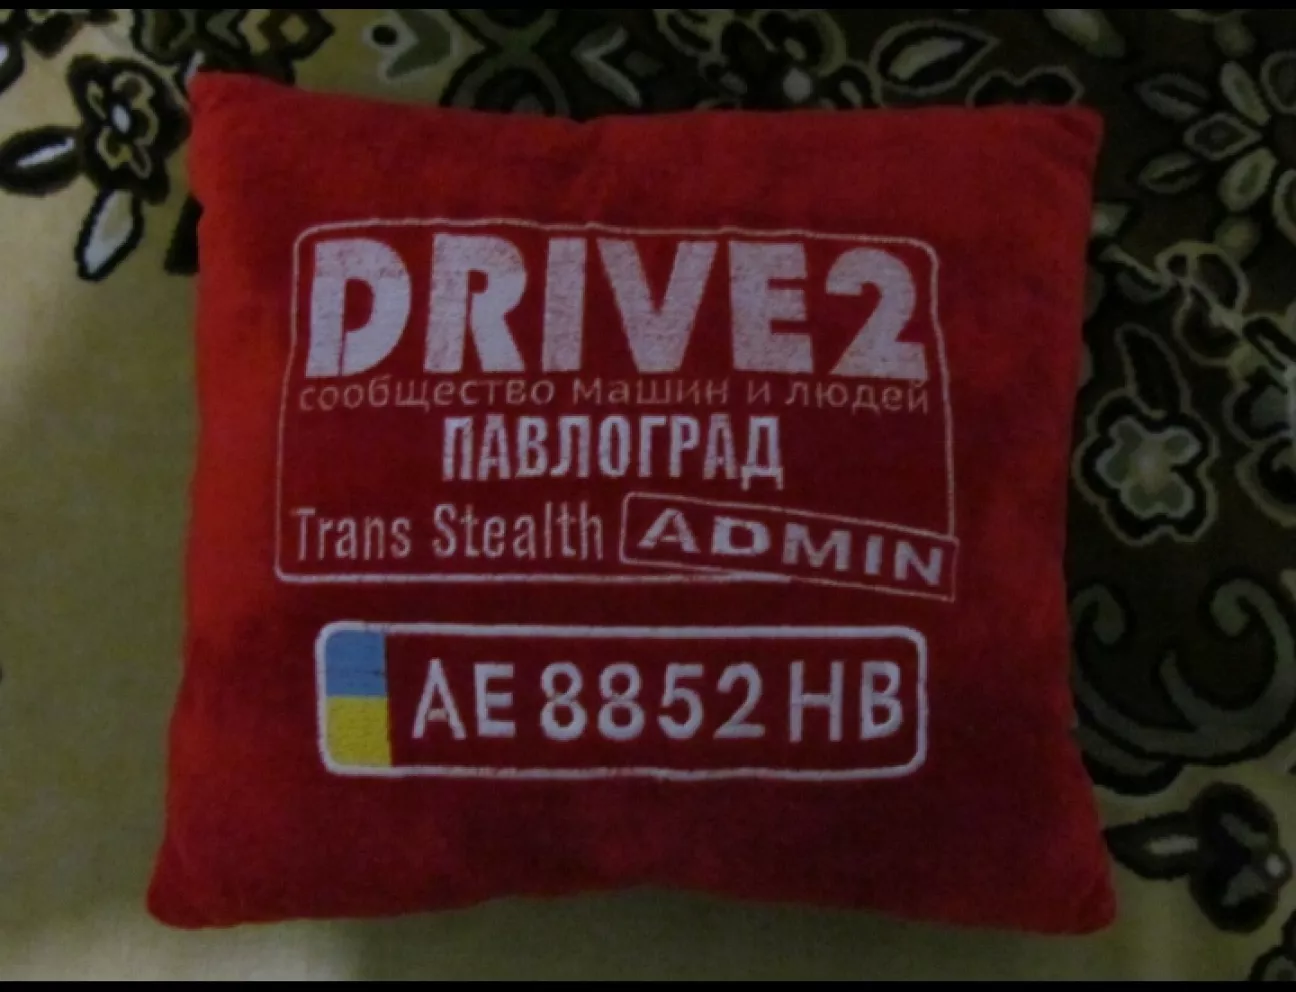 DRIVE2
сообщество машин и людей
ПАВЛОГРАД
Trans Stealth ADMIN
AE 8852 HB